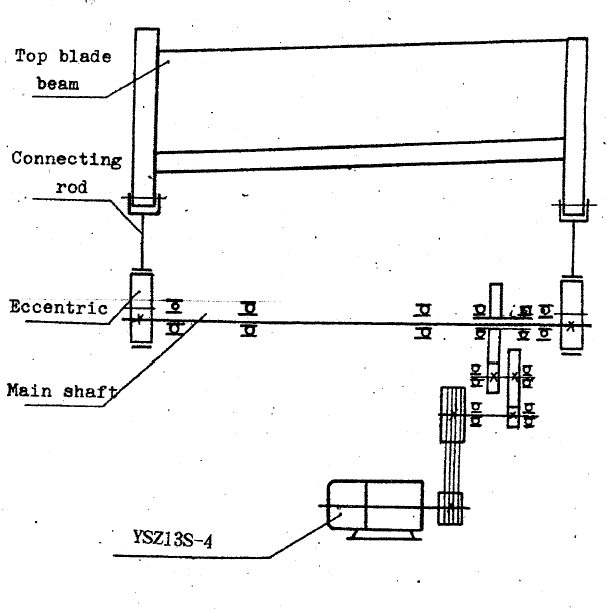 Top blade
beam
Connecting
rod
Eccentric
Main shaft
YSZ13S-4